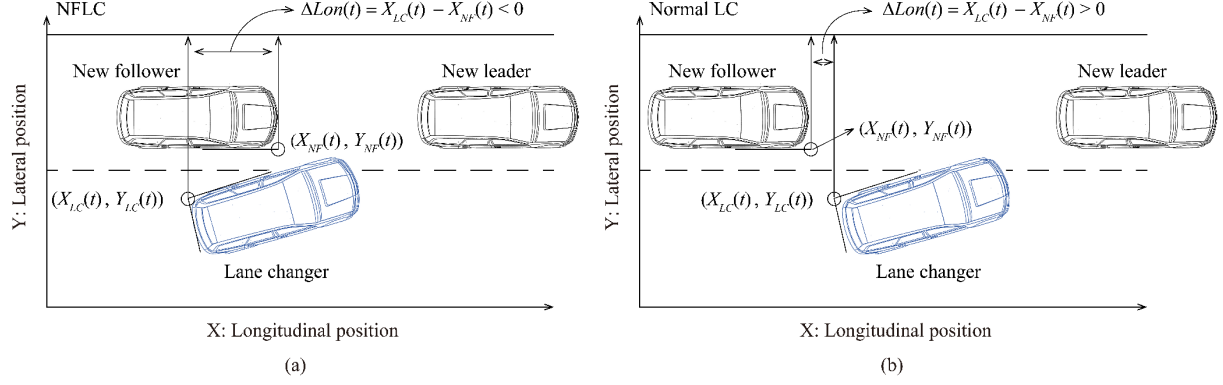 NFLC
ΔLon(t) = X_LC(t) − X_NF(t) < 0
New follower
New leader
(X_NF(t), Y_NF(t))
(X_LC(t), Y_LC(t))
Lane changer
Y: Lateral position
X: Longitudinal position
(a)
Normal LC
ΔLon(t) = X_LC(t) − X_NF(t) > 0
New follower
New leader
(X_NF(t), Y_NF(t))
(X_LC(t), Y_LC(t))
Lane changer
Y: Lateral position
X: Longitudinal position
(b)